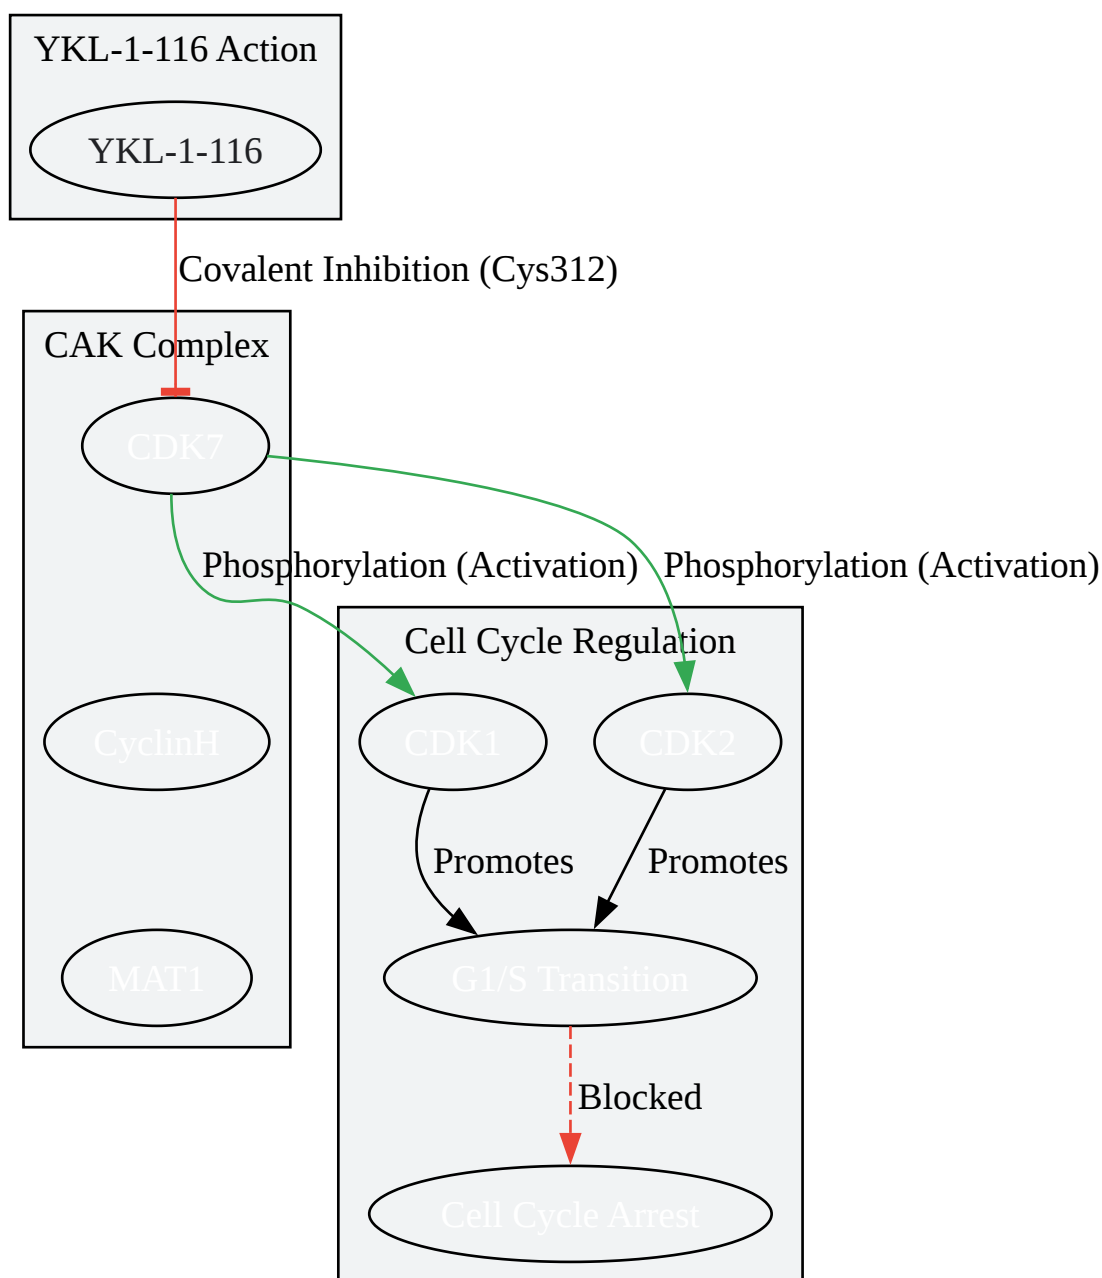 YKL-1-116 Action
YKL-1-116
Covalent Inhibition (Cys312)
CAK Complex
CDK7
Phosphorylation (Activation)
Phosphorylation (Activation)
Cell Cycle Regulation
CyclinH
CDK1
CDK2
Promotes
Promotes
MAT1
G1/S Transition
Blocked
Cell Cycle Arrest